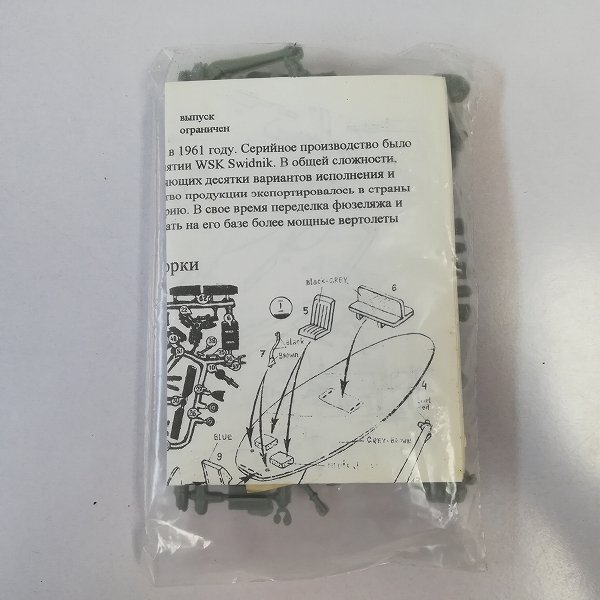 выпуск
ограничен
в 1961 году. Серийное производство было
ятии WSK Swidnik. В общей сложности,
яющих десятки вариантов исполнения и
тво продукции экспортировалось в страны
рию. В свое время переделка фюзеляжа и
ать на его базе более мощные вертолеты
орки
Black-GREY
6
1
5
Black
7
Brown
4
BLUE
9
GREY-BROWN